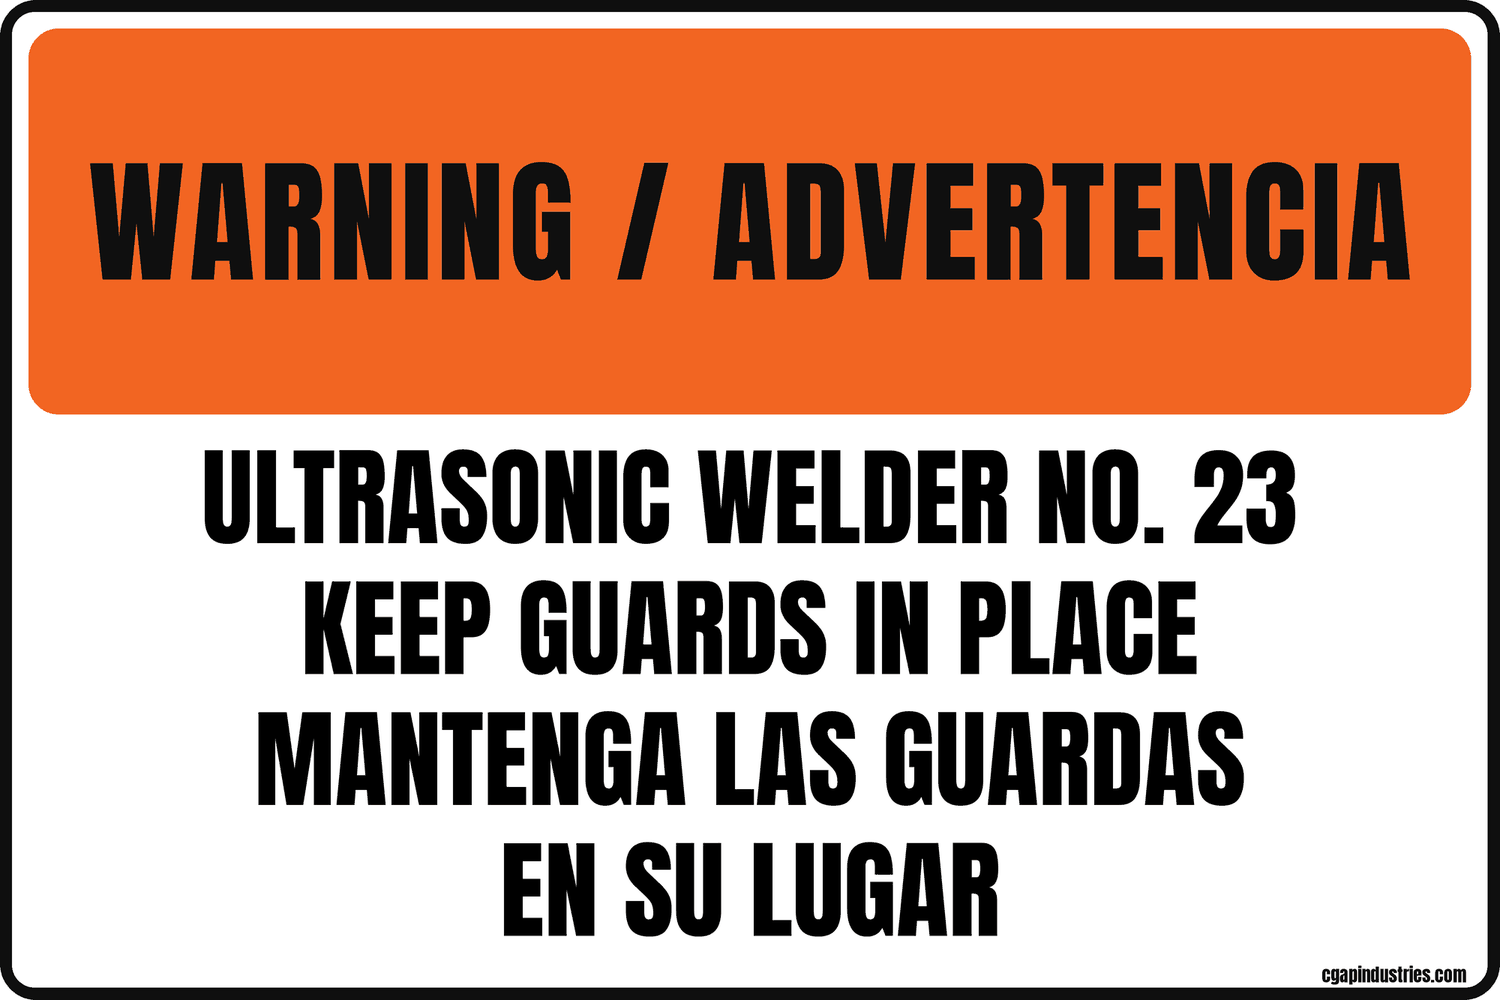 WARNING / ADVERTENCIA
ULTRASONIC WELDER NO. 23
KEEP GUARDS IN PLACE
MANTENGA LAS GUARDAS
EN SU LUGAR
cgapindustries.com